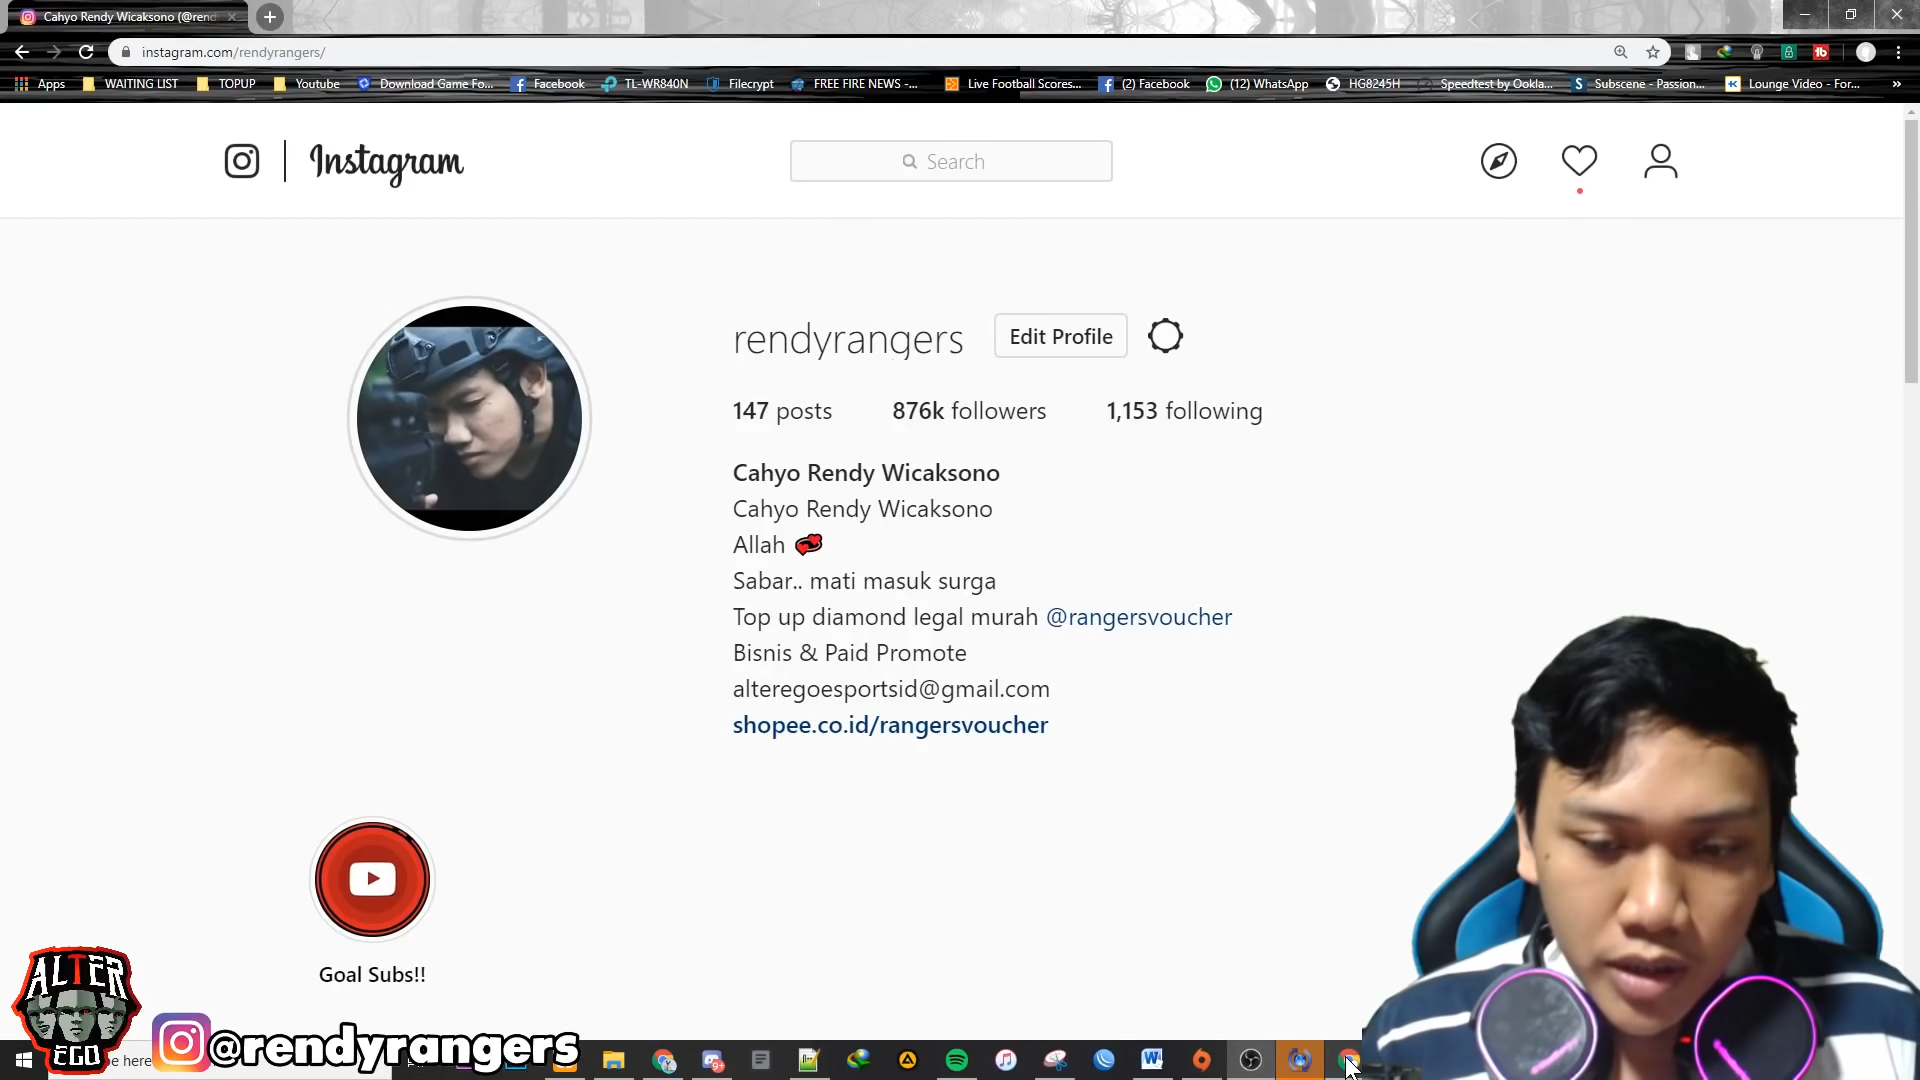 Cahyo Rendy Wicaksono (@rend
instagram.com/rendyrangers/
Apps
WAITING LIST
TOPUP
Youtube
Download Game Fo...
Facebook
TL-WR840N
Filecrypt
FREE FIRE NEWS -...
Live Football Scores...
(2) Facebook
(12) WhatsApp
HG8245H
Speedtest by Ookla...
Subscene - Passion...
Lounge Video - For...
Instagram
Search
rendyrangers
Edit Profile
147 posts
876k followers
1,153 following
Cahyo Rendy Wicaksono
Cahyo Rendy Wicaksono
Allah 💞
Sabar.. mati masuk surga
Top up diamond legal murah @rangersvoucher
Bisnis & Paid Promote
alteregoesportsid@gmail.com
shopee.co.id/rangersvoucher
Goal Subs!!
ALTER
EGO
@rendyrangers
here